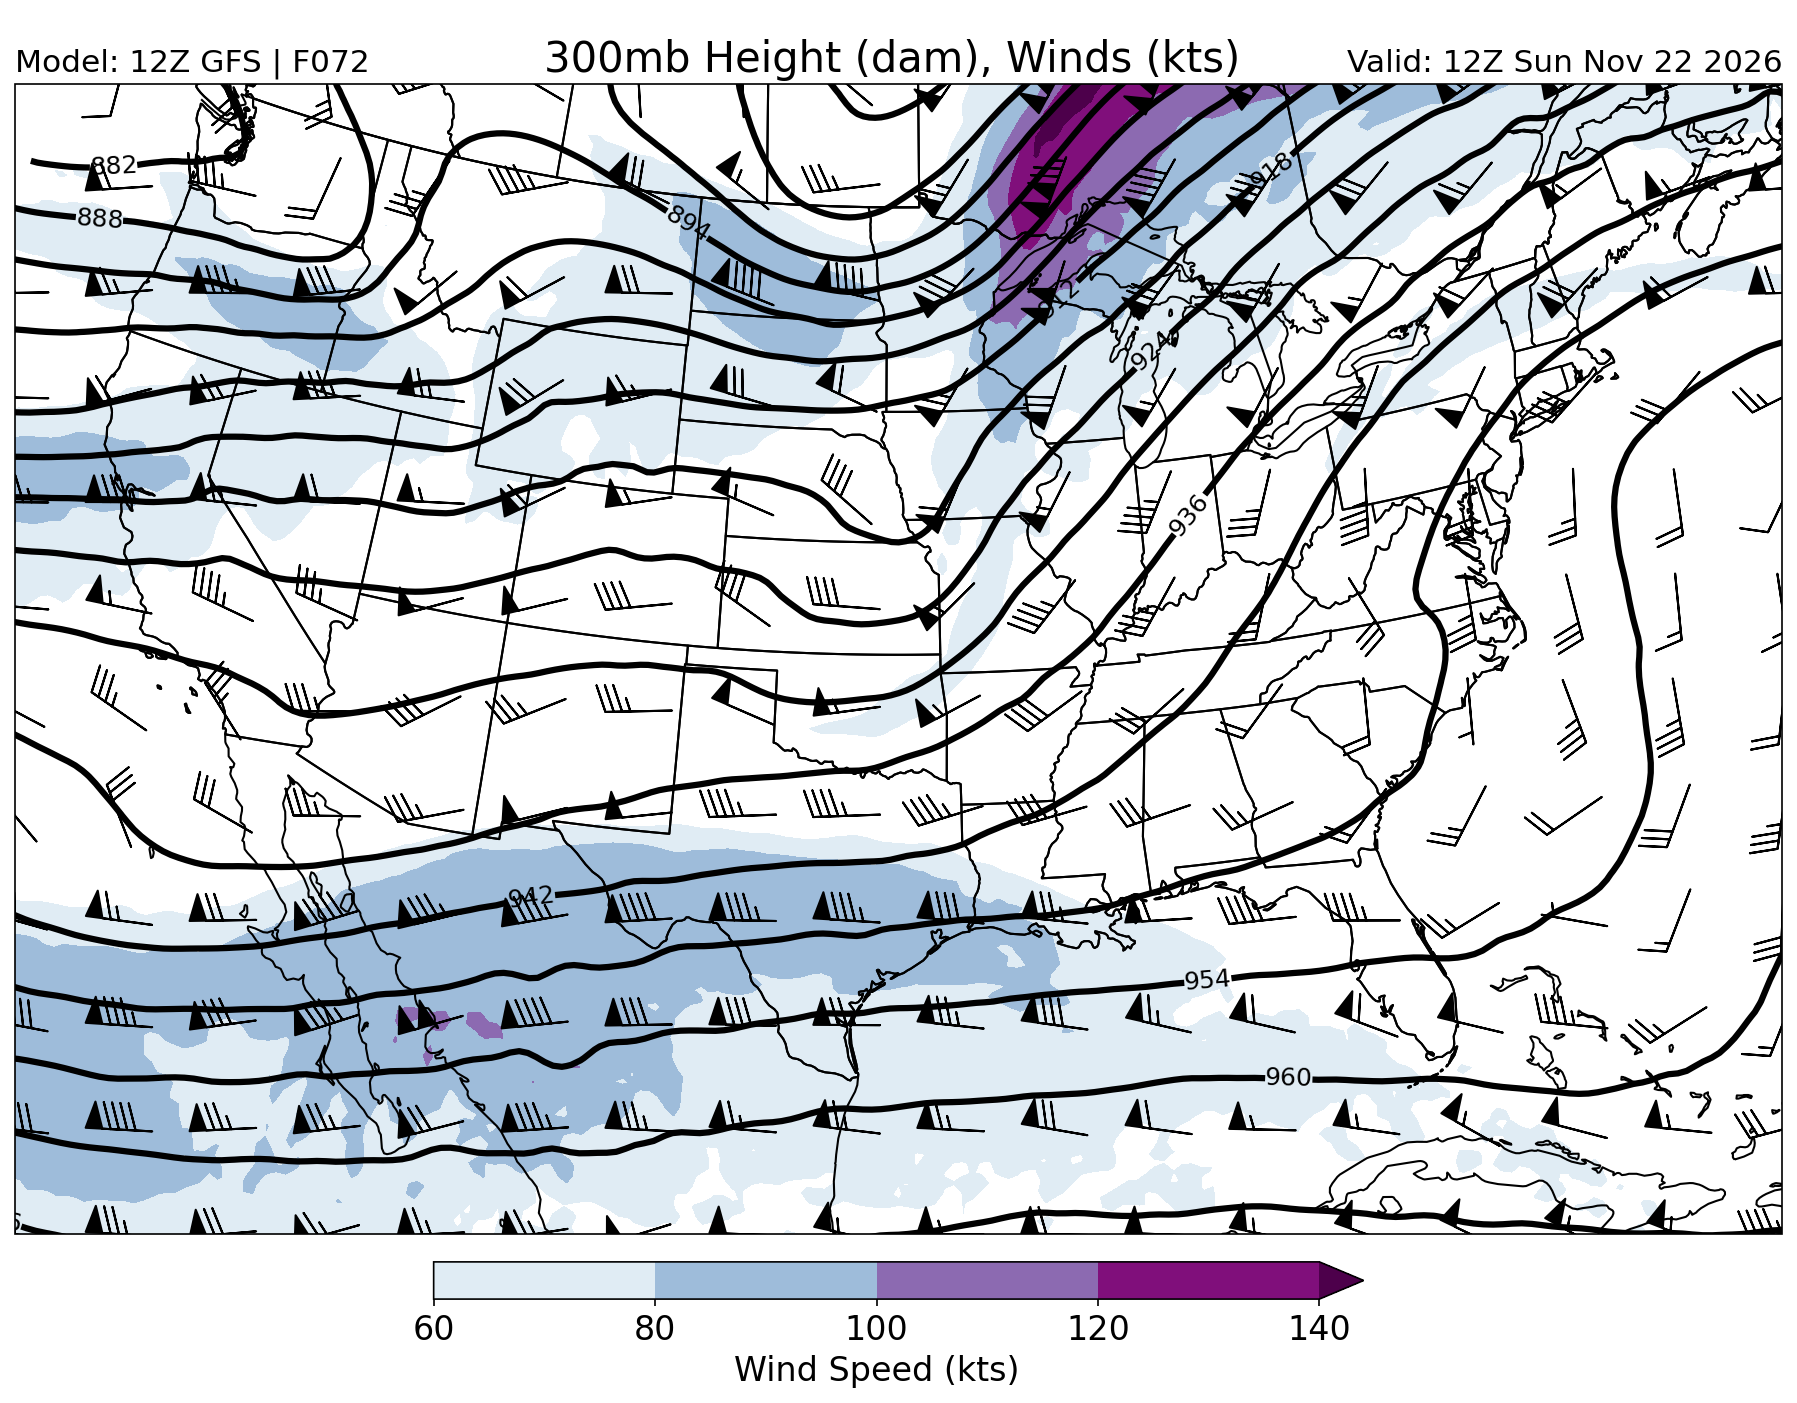 Model: 12Z GFS | F072
300mb Height (dam), Winds (kts)
Valid: 12Z Sun Nov 22 2026
882
888
894
918
924
936
942
954
960
60 80 100 120 140
Wind Speed (kts)